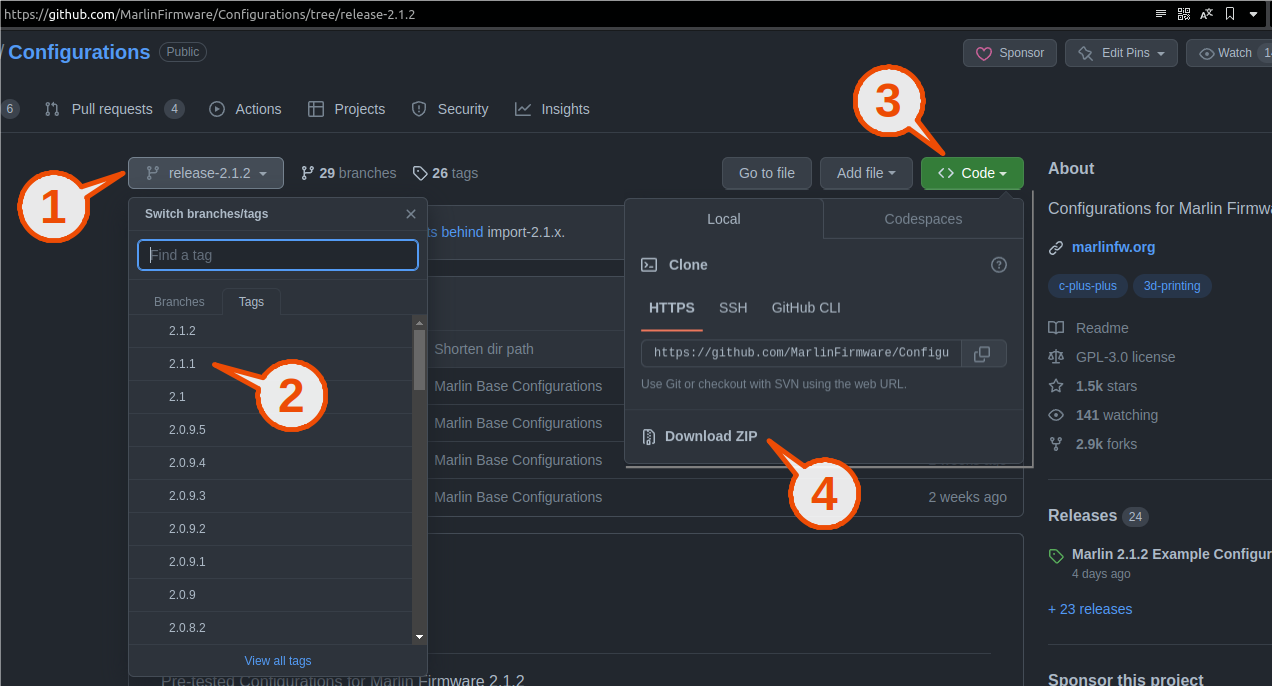 https://github.com/MarlinFirmware/Configurations/tree/release-2.1.2
/ Configurations Public Sponsor Edit Pins Watch
6 Pull requests 4 Actions Projects Security Insights
3
release-2.1.2 29 branches 26 tags Go to file Add file <> Code
1
Switch branches/tags
Find a tag
Branches Tags
2.1.2
2.1.1
2
2.1
2.0.9.5
2.0.9.4
2.0.9.3
2.0.9.2
2.0.9.1
2.0.9
2.0.8.2
View all tags
ts behind import-2.1.x.
Shorten dir path
Marlin Base Configurations
Marlin Base Configurations
Marlin Base Configurations
Marlin Base Configurations 2 weeks ago
Local Codespaces
Clone
HTTPS SSH GitHub CLI
https://github.com/MarlinFirmware/Configu
Use Git or checkout with SVN using the web URL.
Download ZIP
4
Pre-tested Configurations for Marlin Firmware 2.1.2
About
Configurations for Marlin Firmwa
marlinfw.org
c-plus-plus 3d-printing
Readme
GPL-3.0 license
1.5k stars
141 watching
2.9k forks
Releases 24
Marlin 2.1.2 Example Configur
4 days ago
+ 23 releases
Sponsor this project